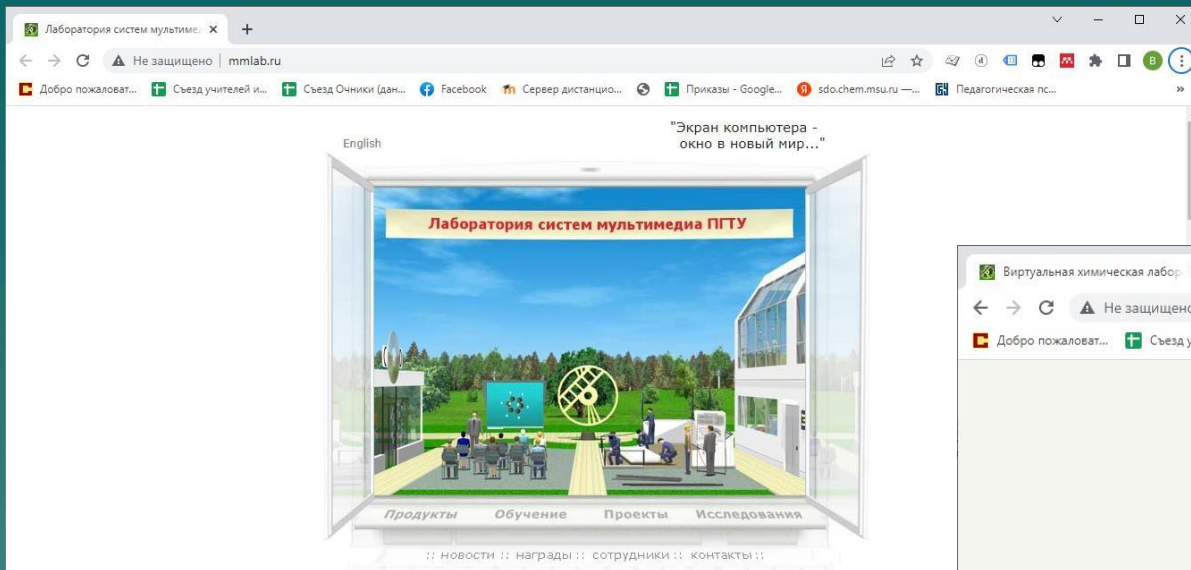 Лаборатория систем мультимед
Не защищено | mmlab.ru
Добро пожаловат... Съезд учителей и... Съезд Очники (дан... Facebook Сервер дистанцио... Приказы - Google... sdo.chem.msu.ru —... Педагогическая пс... »
English
"Экран компьютера -
окно в новый мир..."
Лаборатория систем мультимедиа ПГТУ
Продукты Обучение Проекты Исследования
:: новости :: награды :: сотрудники :: контакты ::
Виртуальная химическая лабор
Не защищено
Добро пожаловат... Съезд у